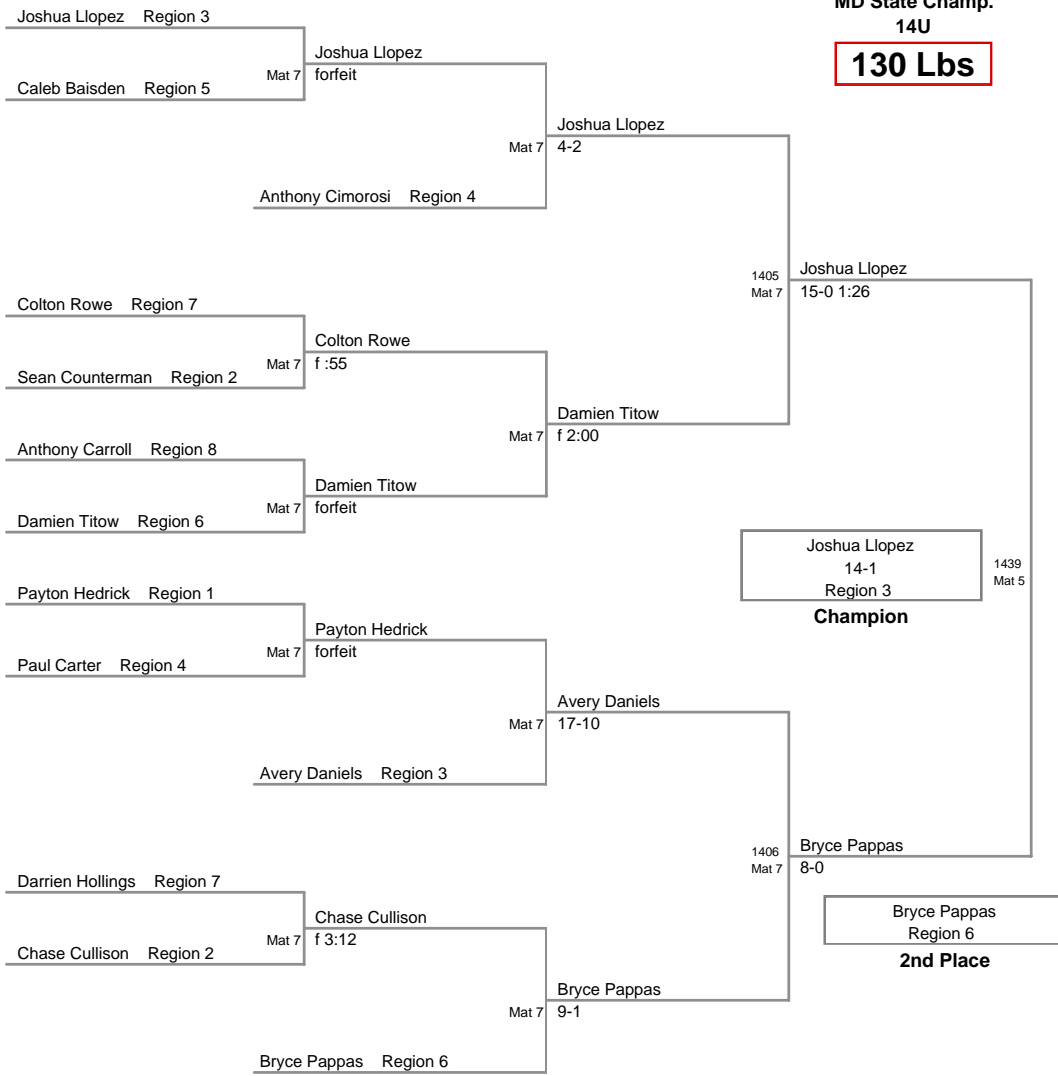 MD State Champ.
14U
130 Lbs
Joshua Llopez Region 3
Joshua Llopez
Mat 7 forfeit
Caleb Baisden Region 5
Joshua Llopez
Mat 7 4-2
Anthony Cimorosi Region 4
Joshua Llopez
1405
Mat 7 15-0 1:26
Colton Rowe Region 7
Colton Rowe
Mat 7 f :55
Sean Counterman Region 2
Damien Titow
Mat 7 f 2:00
Anthony Carroll Region 8
Damien Titow
Mat 7 forfeit
Damien Titow Region 6
Joshua Llopez
14-1
Region 3
Champion
1439
Mat 5
Payton Hedrick Region 1
Payton Hedrick
Mat 7 forfeit
Paul Carter Region 4
Avery Daniels
Mat 7 17-10
Avery Daniels Region 3
Bryce Pappas
1406
Mat 7 8-0
Darrien Hollings Region 7
Chase Cullison
Mat 7 f 3:12
Chase Cullison Region 2
Bryce Pappas
Region 6
2nd Place
Bryce Pappas
Mat 7 9-1
Bryce Pappas Region 6